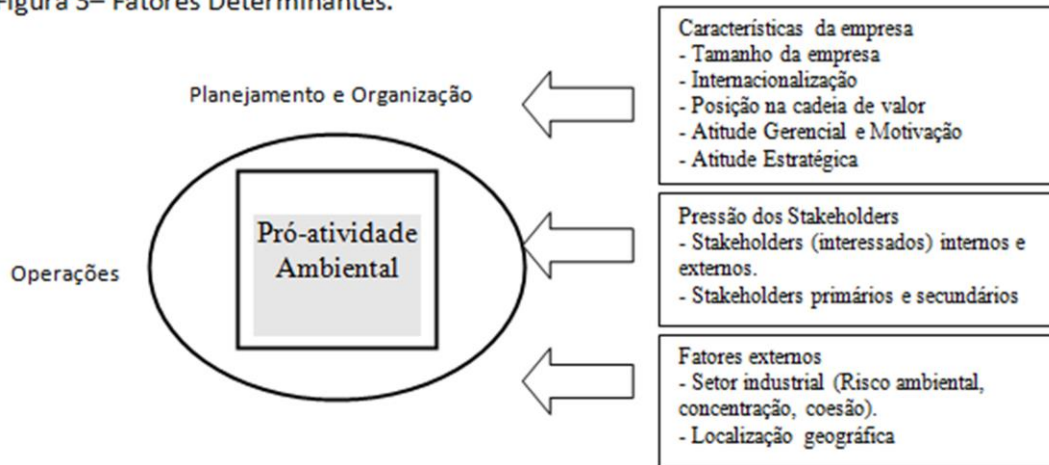 Figura 3– Fatores Determinantes.
Planejamento e Organização
Operações
Pró-atividade
Ambiental
Características da empresa
- Tamanho da empresa
- Internacionalização
- Posição na cadeia de valor
- Atitude Gerencial e Motivação
- Atitude Estratégica
Pressão dos Stakeholders
- Stakeholders (interessados) internos e
externos.
- Stakeholders primários e secundários
Fatores externos
- Setor industrial (Risco ambiental,
concentração, coesão).
- Localização geográfica